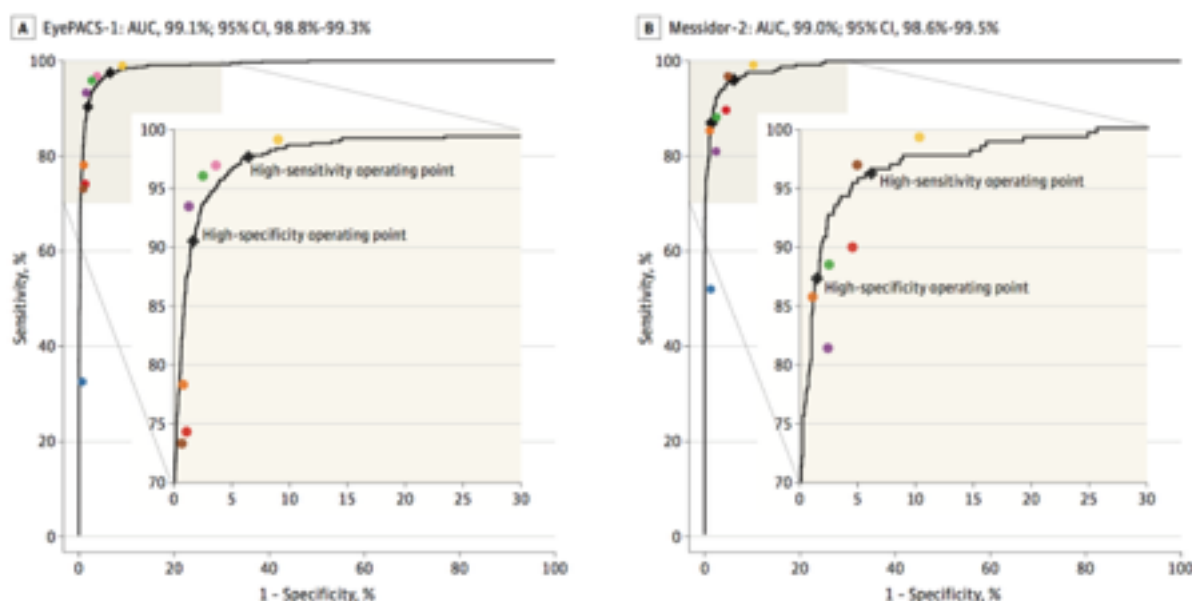 A EyePACS-1: AUC, 99.1%; 95% CI, 98.8%-99.3%
100
80
60
40
20
0
Sensitivity, %
100
95
90
85
80
75
70
High-sensitivity operating point
High-specificity operating point
0 5 10 15 20 25 30
0 20 40 60 80 100
1 - Specificity, %
B Messidor-2: AUC, 99.0%; 95% CI, 98.6%-99.5%
100
80
60
40
20
0
Sensitivity, %
100
95
90
85
80
75
70
High-sensitivity operating point
High-specificity operating point
0 5 10 15 20 25 30
0 20 40 60 80 100
1 - Specificity, %